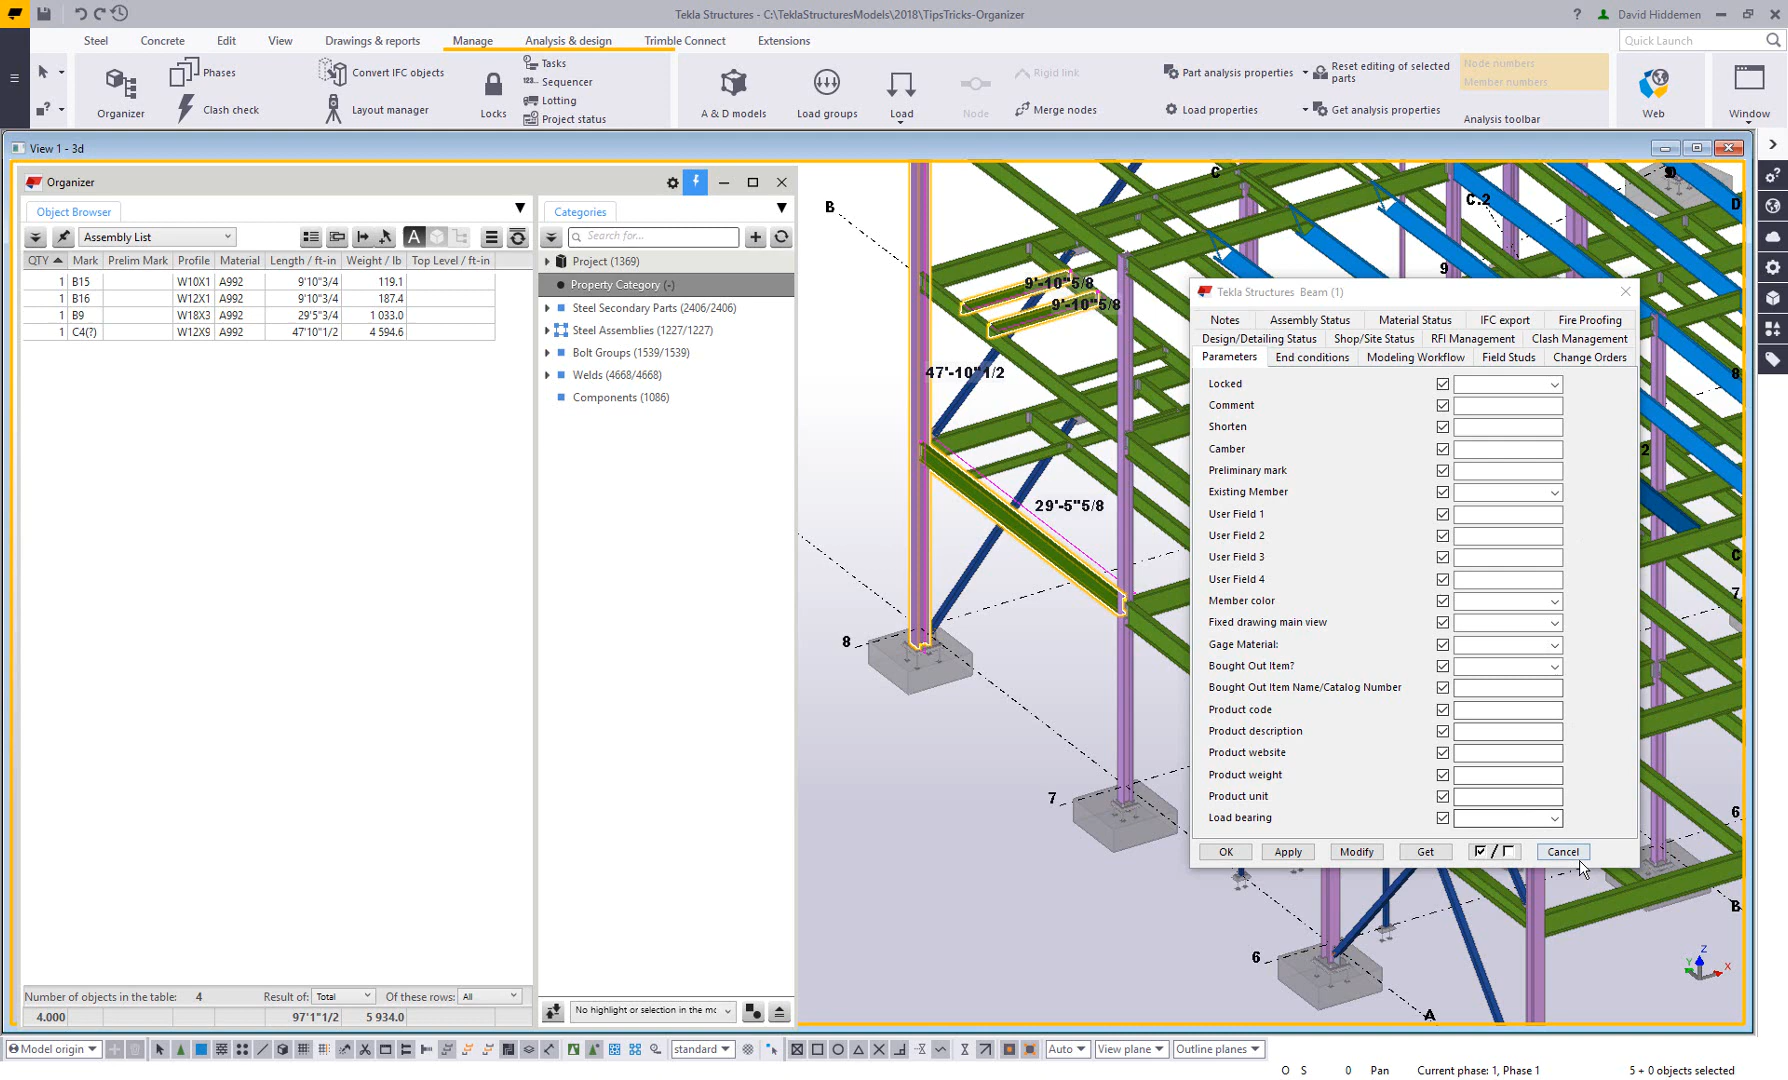 Tekla Structures - C:\TeklaStructuresModels\2018\TipsTricks-Organizer
? David Hiddemen
Steel Concrete Edit View Drawings & reports Manage Analysis & design Trimble Connect Extensions
Quick Launch
Organizer
Phases
Clash check
Convert IFC objects
Layout manager
Locks
Tasks
123... Sequencer
Lotting
Project status
A & D models
Load groups
Load
Node
Rigid link
Merge nodes
Part analysis properties
Load properties
Reset editing of selected
parts
Get analysis properties
Node numbers
Member numbers
Analysis toolbar
Web
Window
View 1 - 3d
Organizer
Object Browser
Assembly List
A
QTY Mark Prelim Mark Profile Material Length / ft-in Weight / lb Top Level / ft-in
1 B15 W10X1 A992 9'10"3/4 119.1
1 B16 W12X1 A992 9'10"3/4 187.4
1 B9 W18X3 A992 29'5"3/4 1 033.0
1 C4(?) W12X9 A992 47'10"1/2 4 594.6
Number of objects in the table: 4 Result of: Total Of these rows: All
4.000 97'1"1/2 5 934.0
Categories
Search for...
Project (1369)
Property Category (-)
Steel Secondary Parts (2406/2406)
Steel Assemblies (1227/1227)
Bolt Groups (1539/1539)
Welds (4668/4668)
Components (1086)
No highlight or selection in the mc
B
C
C.2
D
9
9'-10"5/8
9'-10"5/8
47'-10"1/2
29'-5"5/8
8
7
6
8
2
C
7
6
B
A
Z
Y
X
Tekla Structures Beam (1)
Notes Assembly Status Material Status IFC export Fire Proofing
Design/Detailing Status Shop/Site Status RFI Management Clash Management
Parameters End conditions Modeling Workflow Field Studs Change Orders
Locked
Comment
Shorten
Camber
Preliminary mark
Existing Member
User Field 1
User Field 2
User Field 3
User Field 4
Member color
Fixed drawing main view
Gage Material:
Bought Out Item?
Bought Out Item Name/Catalog Number
Product code
Product description
Product website
Product weight
Product unit
Load bearing
OK Apply Modify Get / Cancel
Model origin standard Auto View plane Outline planes
O S 0 Pan Current phase: 1, Phase 1 5 + 0 objects selected